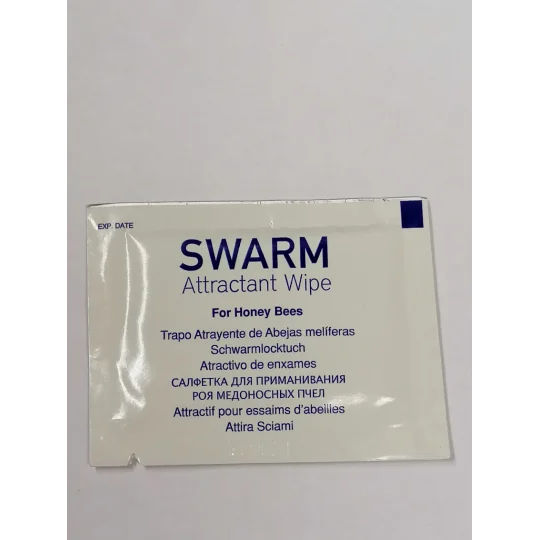 EXP. DATE
SWARM
Attractant Wipe
For Honey Bees
Trapo Atrayente de Abejas melíferas
Schwarmlocktuch
Atractivo de enxames
САЛФЕТКА ДЛЯ ПРИМАНИВАНИЯ
РОЯ МЕДОНОСНЫХ ПЧЕЛ
Attractif pour essaims d'abeilles
Attira Sciami